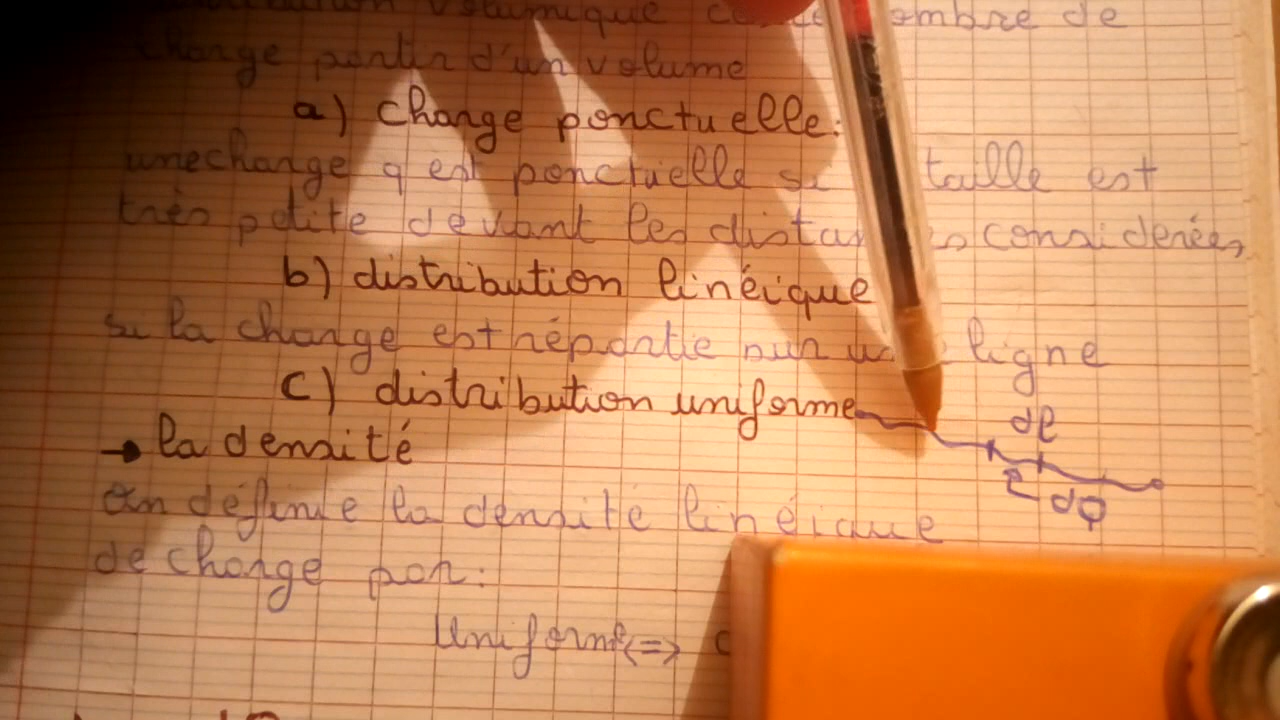 volumique ombre de
charge partir d'un volume
a) charge ponctuelle:
une charge q est ponctuelle si taille est
très petite devant les considérées,
b) distribution linéique
si la charge est répartie sur ligne
c) distribution uniforme
dl
→ la densité
dq
on définie la densité linéique
de charge par:
Uniforme <=>